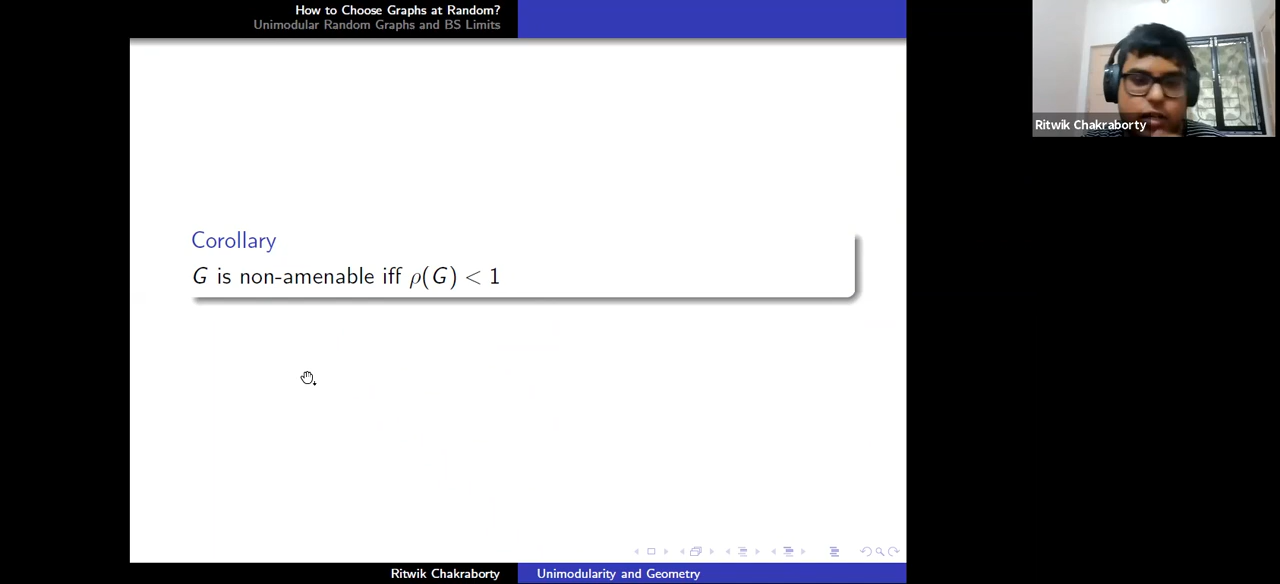 How to Choose Graphs at Random?
Unimodular Random Graphs and BS Limits
Ritwik Chakraborty
Corollary
G is non-amenable iff ρ(G) < 1
Ritwik Chakraborty
Unimodularity and Geometry